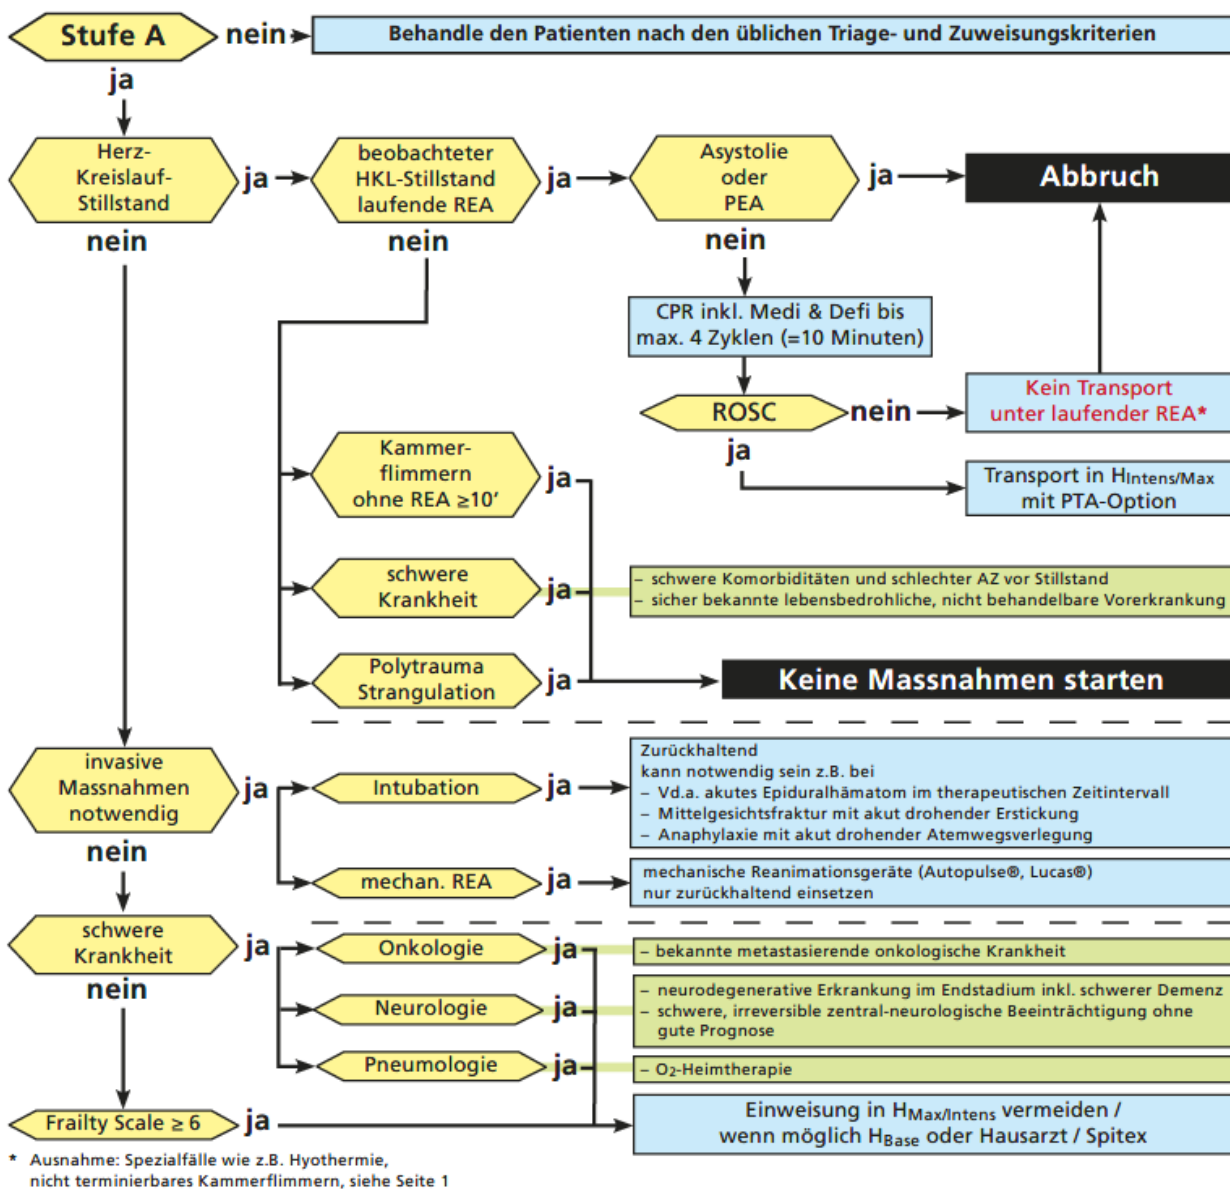 Stufe A
nein
Behandle den Patienten nach den üblichen Triage- und Zuweisungskriterien
ja
Herz-
Kreislauf-
Stillstand
ja
beobachteter
HKL-Stillstand
laufende REA
ja
Asystolie
oder
PEA
ja
Abbruch
nein
nein
nein
CPR inkl. Medi & Defi bis
max. 4 Zyklen (=10 Minuten)
ROSC
nein
Kein Transport
unter laufender REA*
ja
Transport in HIntens/Max
mit PTA-Option
Kammer-
flimmern
ohne REA ≥10’
ja
schwere
Krankheit
ja
– schwere Komorbiditäten und schlechter AZ vor Stillstand
– sicher bekannte lebensbedrohliche, nicht behandelbare Vorerkrankung
Polytrauma
Strangulation
ja
Keine Massnahmen starten
invasive
Massnahmen
notwendig
ja
Intubation
ja
Zurückhaltend
kann notwendig sein z.B. bei
– Vd.a. akutes Epiduralhämatom im therapeutischen Zeitintervall
– Mittelgesichtsfraktur mit akut drohender Erstickung
– Anaphylaxie mit akut drohender Atemwegsverlegung
nein
mechan. REA
ja
mechanische Reanimationsgeräte (Autopulse®, Lucas®)
nur zurückhaltend einsetzen
schwere
Krankheit
ja
Onkologie
ja
– bekannte metastasierende onkologische Krankheit
nein
Neurologie
ja
– neurodegenerative Erkrankung im Endstadium inkl. schwerer Demenz
– schwere, irreversible zentral-neurologische Beeinträchtigung ohne
gute Prognose
Pneumologie
ja
– O2-Heimtherapie
Frailty Scale ≥ 6
ja
Einweisung in HMax/Intens vermeiden /
wenn möglich HBase oder Hausarzt / Spitex
* Ausnahme: Spezialfälle wie z.B. Hyothermie,
nicht terminierbares Kammerflimmern, siehe Seite 1